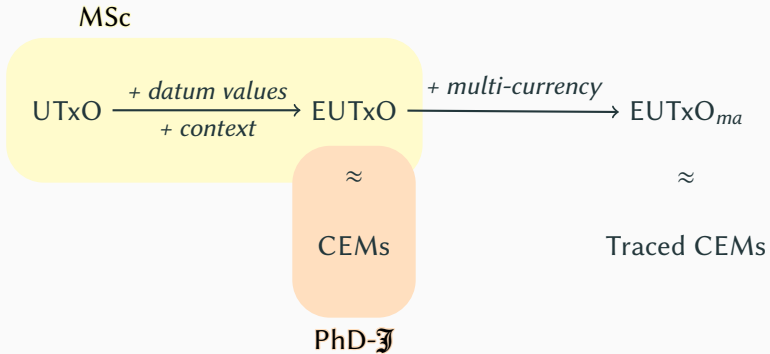 MSc
UTxO + datum values + context EUTxO + multi-currency EUTxOₘₐ
≈ ≈
CEMs Traced CEMs
PhD-𝕵